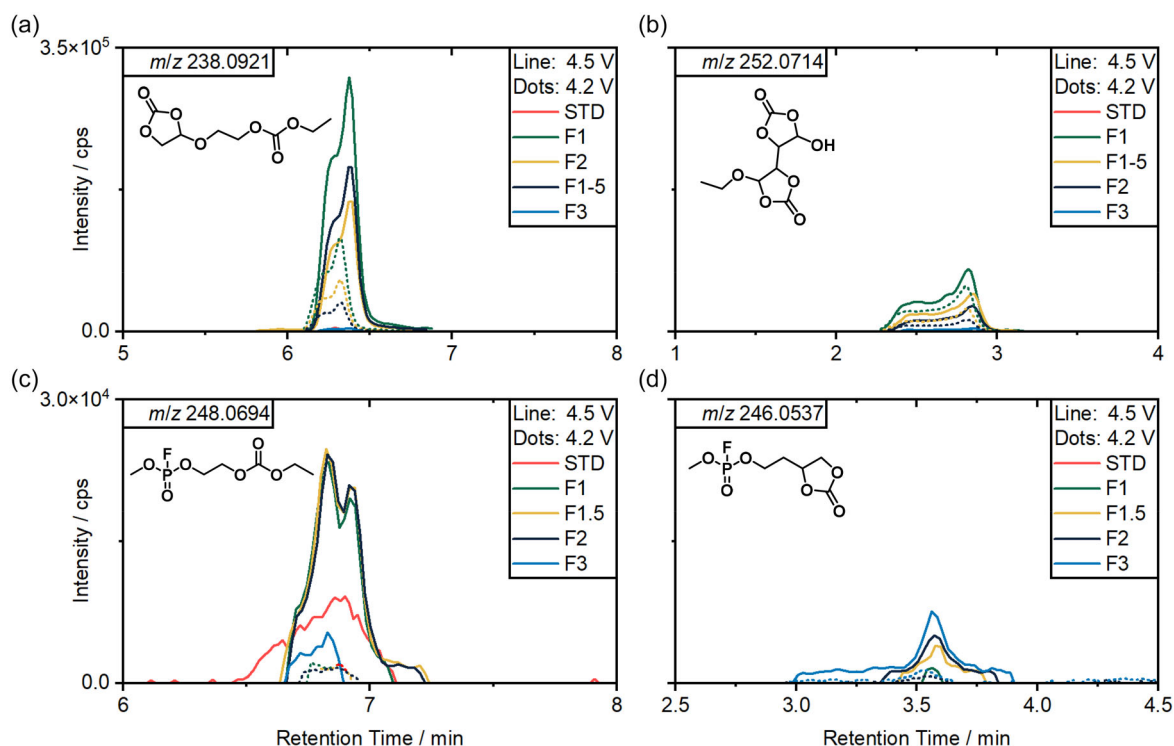 (a)
3.5×10⁵
m/z 238.0921
Line: 4.5 V
Dots: 4.2 V
STD
F1
F2
F1-5
F3
O
O
O
O
O
O
O
Intensity / cps
0.0
5
6
7
8
(b)
m/z 252.0714
Line: 4.5 V
Dots: 4.2 V
STD
F1
F1-5
F2
F3
O
O
O
OH
O
O
O
O
1
2
3
4
(c)
3.0×10⁴
m/z 248.0694
Line: 4.5 V
Dots: 4.2 V
STD
F1
F1.5
F2
F3
F
O
P
O
O
O
O
O
Intensity / cps
0.0
6
7
8
Retention Time / min
(d)
m/z 246.0537
Line: 4.5 V
Dots: 4.2 V
STD
F1
F1.5
F2
F3
F
O
P
O
O
O
O
O
2.5
3.0
3.5
4.0
4.5
Retention Time / min